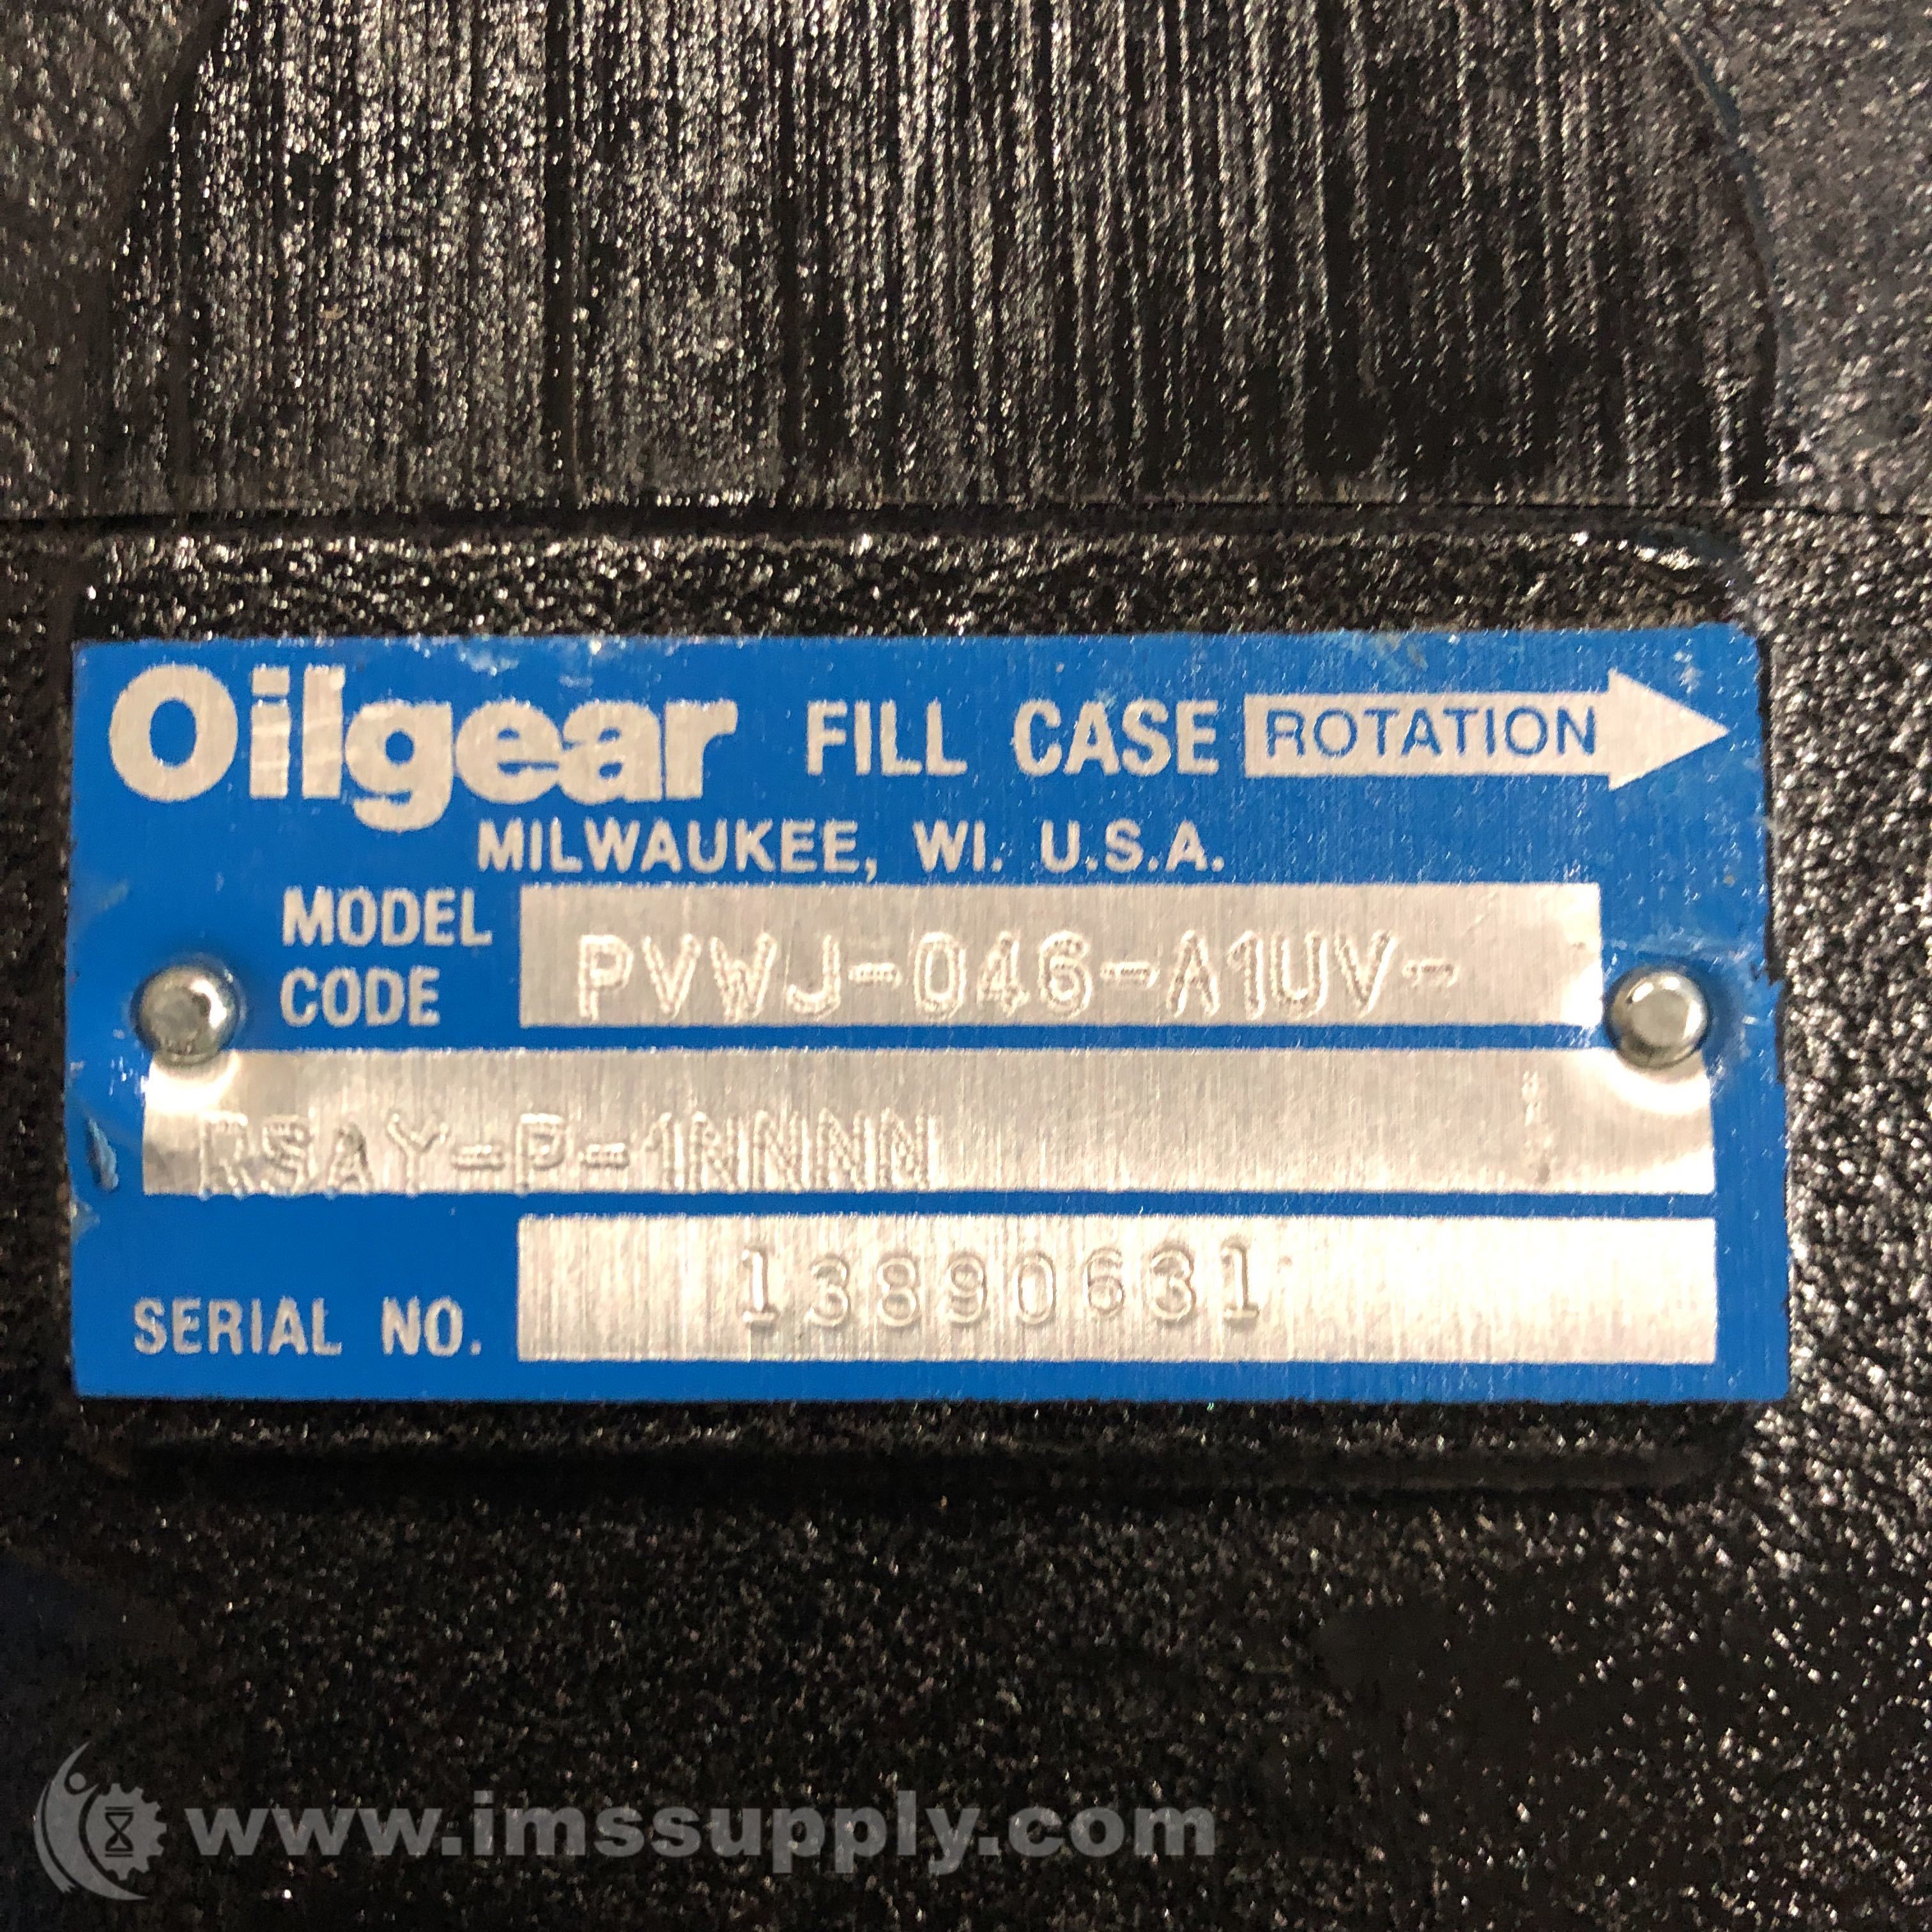 Oilgear FILL CASE ROTATION
MILWAUKEE, WI. U.S.A.
MODEL CODE PVWJ-046-A1UV-
RSAY-P-1NNNN
SERIAL NO. 13890631
www.imssupply.com